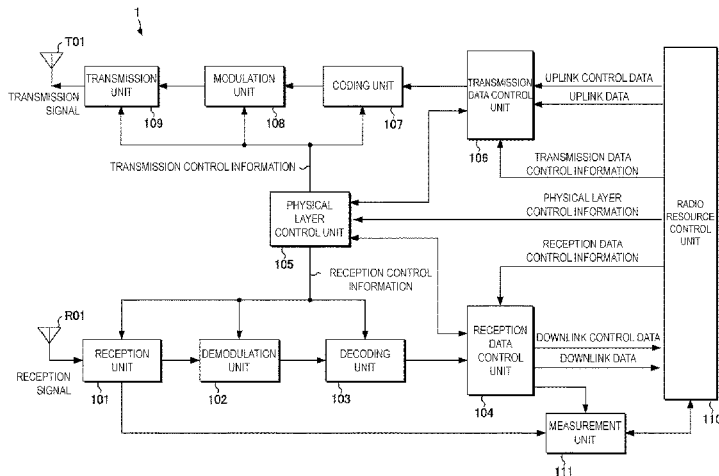 1
T01
TRANSMISSION
SIGNAL
TRANSMISSION
UNIT
109
MODULATION
UNIT
108
CODING UNIT
107
TRANSMISSION
DATA CONTROL
UNIT
106
UPLINK CONTROL DATA
UPLINK DATA
TRANSMISSION DATA
CONTROL INFORMATION
TRANSMISSION CONTROL INFORMATION
PHYSICAL
LAYER
CONTROL UNIT
105
PHYSICAL LAYER
CONTROL INFORMATION
RADIO
RESOURCE
CONTROL
UNIT
110
RECEPTION DATA
CONTROL INFORMATION
RECEPTION CONTROL
INFORMATION
R01
RECEPTION
SIGNAL
RECEPTION
UNIT
101
DEMODULATION
UNIT
102
DECODING
UNIT
103
RECEPTION
DATA
CONTROL
UNIT
104
DOWNLINK CONTROL DATA
DOWNLINK DATA
MEASUREMENT
UNIT
111